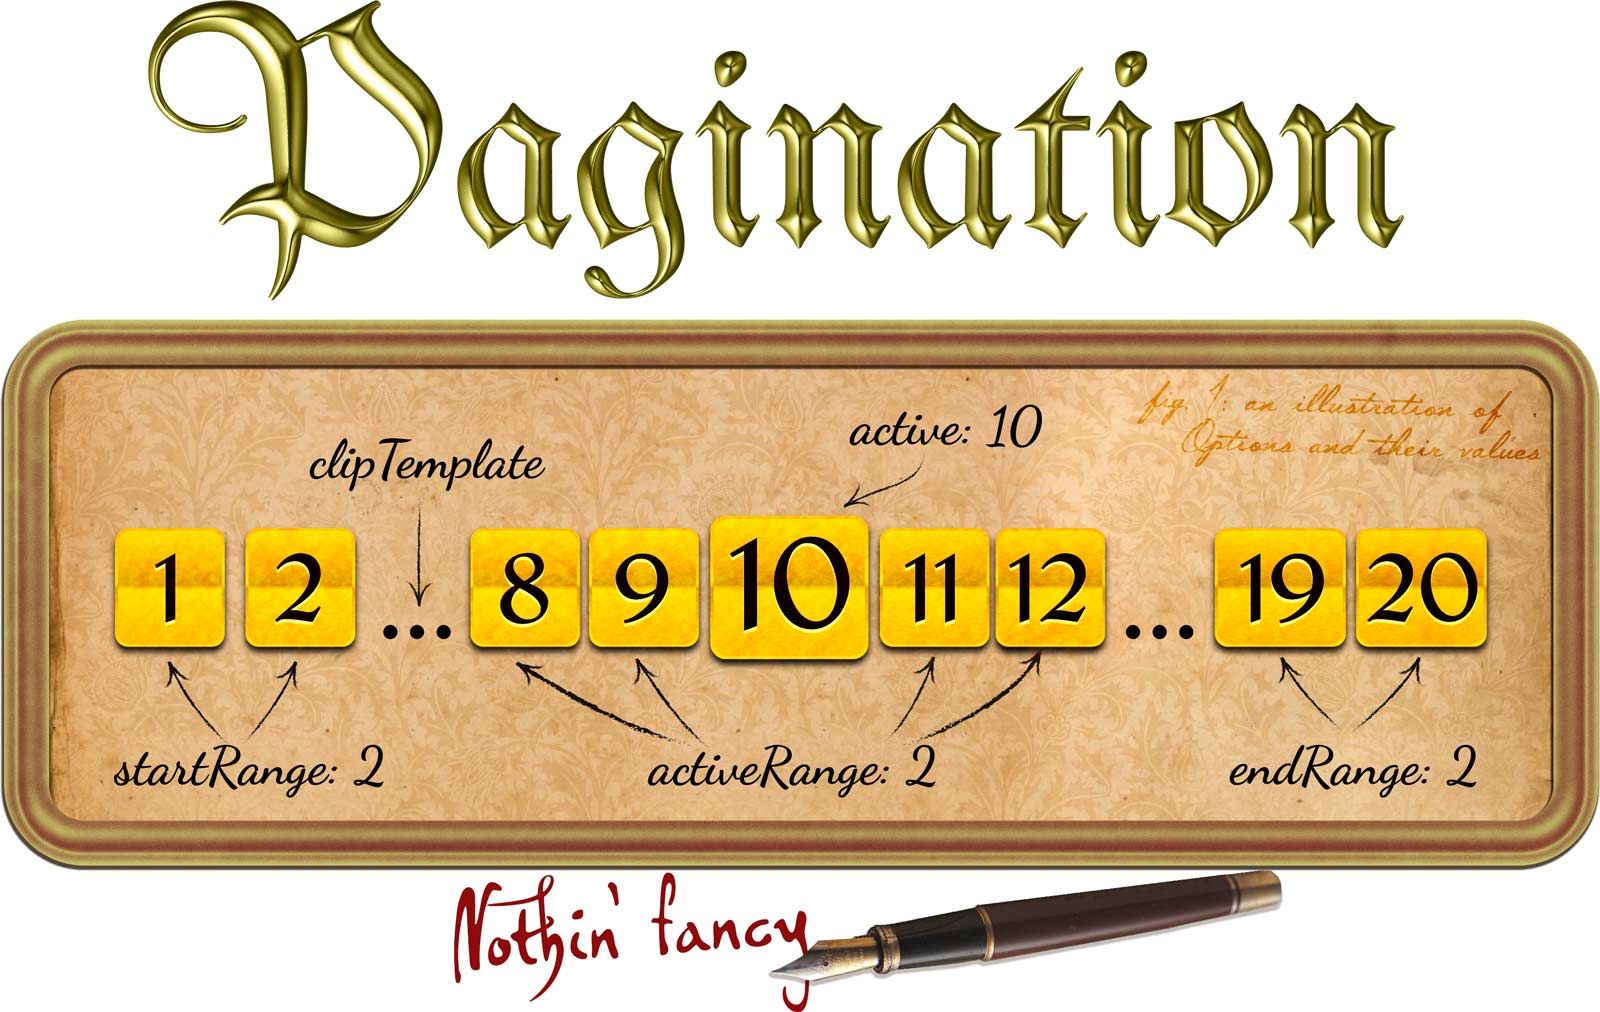 Pagination
fig. 1: an illustration of
Options and their values
active: 10
clipTemplate
1 2 ... 8 9 10 11 12 ... 19 20
startRange: 2 activeRange: 2 endRange: 2
Nothin' fancy